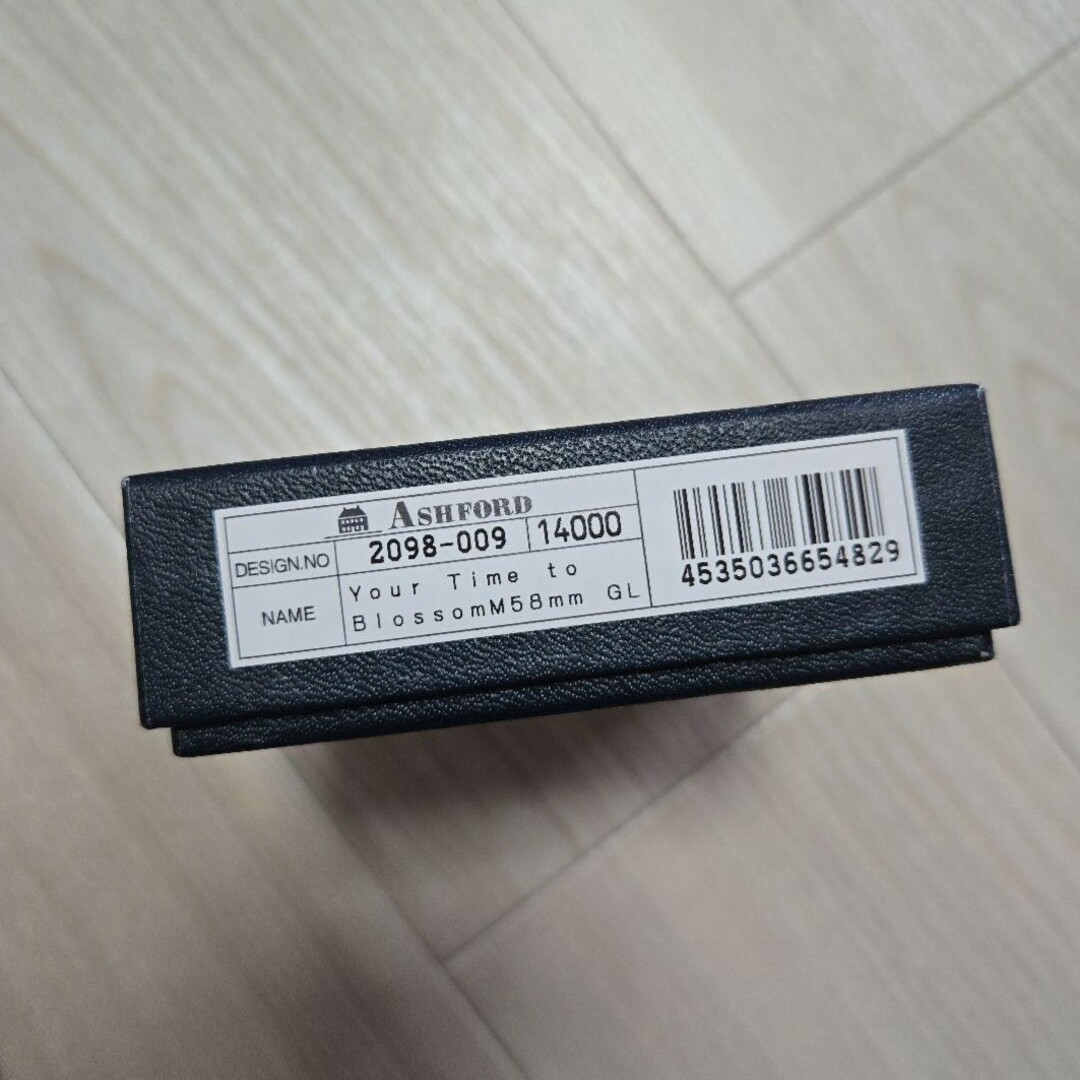 ASHFORD
DESIGN.NO 2098-009 14000
NAME Your Time to
BlossomM58mm GL
4535036654829